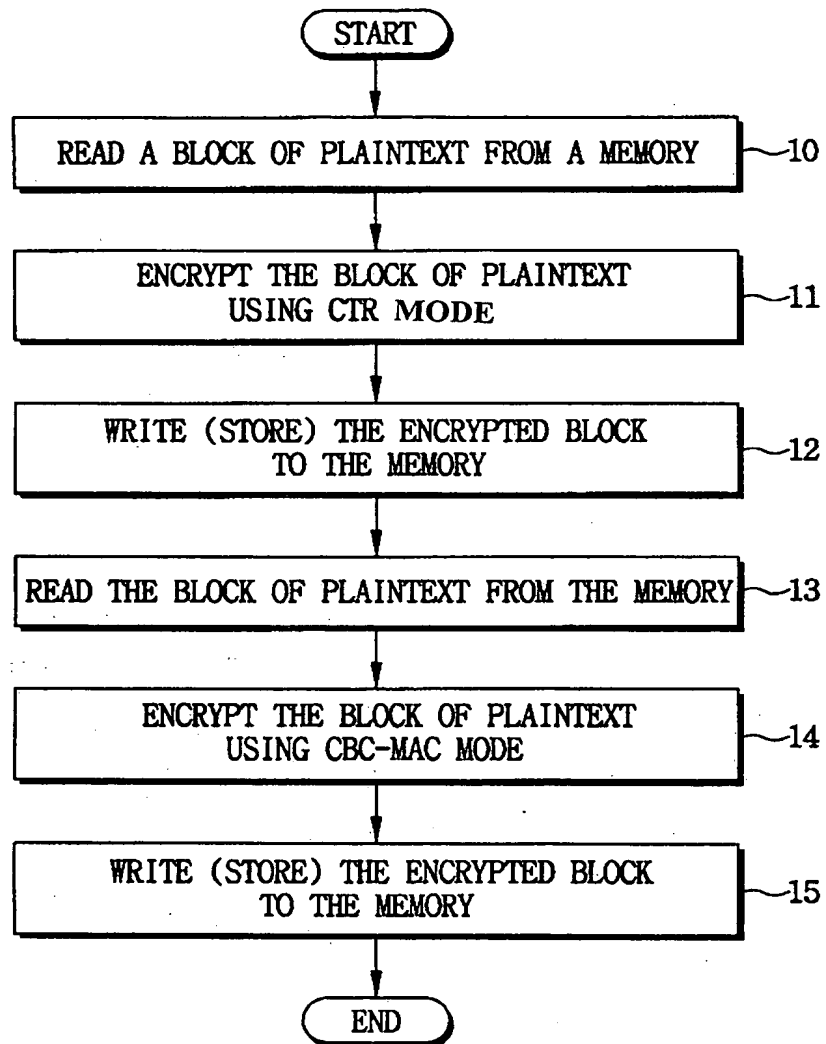 START
READ A BLOCK OF PLAINTEXT FROM A MEMORY
10
ENCRYPT THE BLOCK OF PLAINTEXT
USING CTR MODE
11
WRITE (STORE) THE ENCRYPTED BLOCK
TO THE MEMORY
12
READ THE BLOCK OF PLAINTEXT FROM THE MEMORY
13
ENCRYPT THE BLOCK OF PLAINTEXT
USING CBC-MAC MODE
14
WRITE (STORE) THE ENCRYPTED BLOCK
TO THE MEMORY
15
END